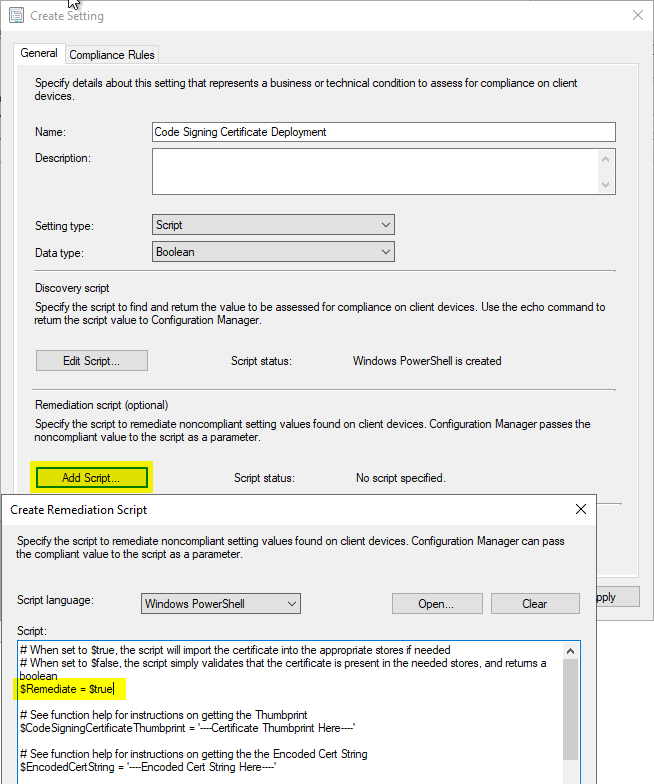 Create Setting
General
Compliance Rules
Specify details about this setting that represents a business or technical condition to assess for compliance on client
devices.
Name:
Code Signing Certificate Deployment
Description:
Setting type:
Script
Data type:
Boolean
Discovery script
Specify the script to find and return the value to be assessed for compliance on client devices. Use the echo command to
return the script value to Configuration Manager.
Edit Script...
Script status:
Windows PowerShell is created
Remediation script (optional)
Specify the script to remediate noncompliant setting values found on client devices. Configuration Manager passes the
noncompliant value to the script as a parameter.
Add Script...
Script status:
No script specified.
pply
Create Remediation Script
Specify the script to remediate noncompliant setting values found on client devices. Configuration Manager can pass
the compliant value to the script as a parameter.
Script language:
Windows PowerShell
Open...
Clear
Script:
# When set to $true, the script will import the certificate into the appropriate stores if needed
# When set to $false, the script simply validates that the certificate is present in the needed stores, and returns a
boolean
$Remediate = $true
# See function help for instructions on getting the Thumbprint
$CodeSigningCertificateThumbprint = '----Certificate Thumbprint Here----'
# See function help for instructions on getting the the Encoded Cert String
$EncodedCertString = '----Encoded Cert String Here----'